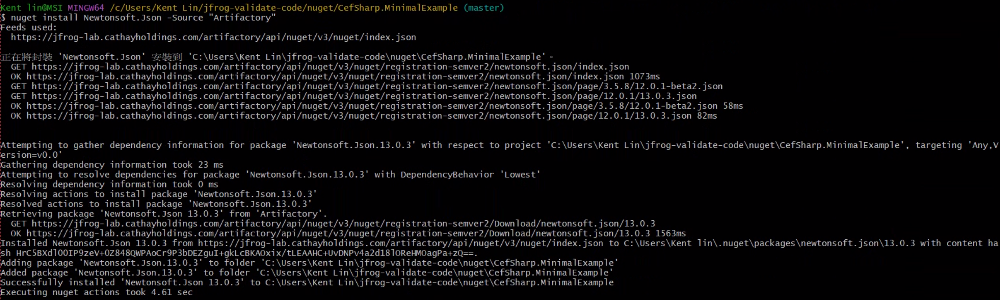 Kent lin@MSI MINGW64 /c/Users/Kent Lin/jfrog-validate-code/nuget/CefSharp.MinimalExample (master)
$ nuget install Newtonsoft.Json -Source "Artifactory"
Feeds used:
  https://jfrog-lab.cathayholdings.com/artifactory/api/nuget/v3/nuget/index.json
正在將封裝 'Newtonsoft.Json' 安裝到 'C:\Users\Kent Lin\jfrog-validate-code\nuget\CefSharp.MinimalExample'。
  GET https://jfrog-lab.cathayholdings.com/artifactory/api/nuget/v3/nuget/registration-semver2/newtonsoft.json/index.json
  OK https://jfrog-lab.cathayholdings.com/artifactory/api/nuget/v3/nuget/registration-semver2/newtonsoft.json/index.json 1073ms
  GET https://jfrog-lab.cathayholdings.com/artifactory/api/nuget/v3/nuget/registration-semver2/newtonsoft.json/page/3.5.8/12.0.1-beta2.json
  GET https://jfrog-lab.cathayholdings.com/artifactory/api/nuget/v3/nuget/registration-semver2/newtonsoft.json/page/12.0.1/13.0.3.json
  OK https://jfrog-lab.cathayholdings.com/artifactory/api/nuget/v3/nuget/registration-semver2/newtonsoft.json/page/3.5.8/12.0.1-beta2.json 58ms
  OK https://jfrog-lab.cathayholdings.com/artifactory/api/nuget/v3/nuget/registration-semver2/newtonsoft.json/page/12.0.1/13.0.3.json 82ms
Attempting to gather dependency information for package 'Newtonsoft.Json.13.0.3' with respect to project 'C:\Users\Kent Lin\jfrog-validate-code\nuget\CefSharp.MinimalExample', targeting 'Any,V
ersion=v0.0'
Gathering dependency information took 23 ms
Attempting to resolve dependencies for package 'Newtonsoft.Json.13.0.3' with DependencyBehavior 'Lowest'
Resolving dependency information took 0 ms
Resolving actions to install package 'Newtonsoft.Json.13.0.3'
Resolved actions to install package 'Newtonsoft.Json.13.0.3'
Retrieving package 'Newtonsoft.Json 13.0.3' from 'Artifactory'.
  GET https://jfrog-lab.cathayholdings.com/artifactory/api/nuget/v3/nuget/registration-semver2/Download/newtonsoft.json/13.0.3
  OK https://jfrog-lab.cathayholdings.com/artifactory/api/nuget/v3/nuget/registration-semver2/Download/newtonsoft.json/13.0.3 1563ms
Installed Newtonsoft.Json 13.0.3 from https://jfrog-lab.cathayholdings.com/artifactory/api/nuget/v3/nuget/index.json to C:\Users\Kent lin\.nuget\packages\newtonsoft.json\13.0.3 with content ha
sh HrC5BXdlOOIP9zeV+0Z848QWPAoCr9P3bDEZguI+gkLcBKAOxix/tLEAAHC+UvDNPv4a2d18lOReHMOagPa+zQ==.
Adding package 'Newtonsoft.Json.13.0.3' to folder 'C:\Users\Kent Lin\jfrog-validate-code\nuget\CefSharp.MinimalExample'
Added package 'Newtonsoft.Json.13.0.3' to folder 'C:\Users\Kent Lin\jfrog-validate-code\nuget\CefSharp.MinimalExample'
Successfully installed 'Newtonsoft.Json 13.0.3' to C:\Users\Kent Lin\jfrog-validate-code\nuget\CefSharp.MinimalExample
Executing nuget actions took 4.61 sec